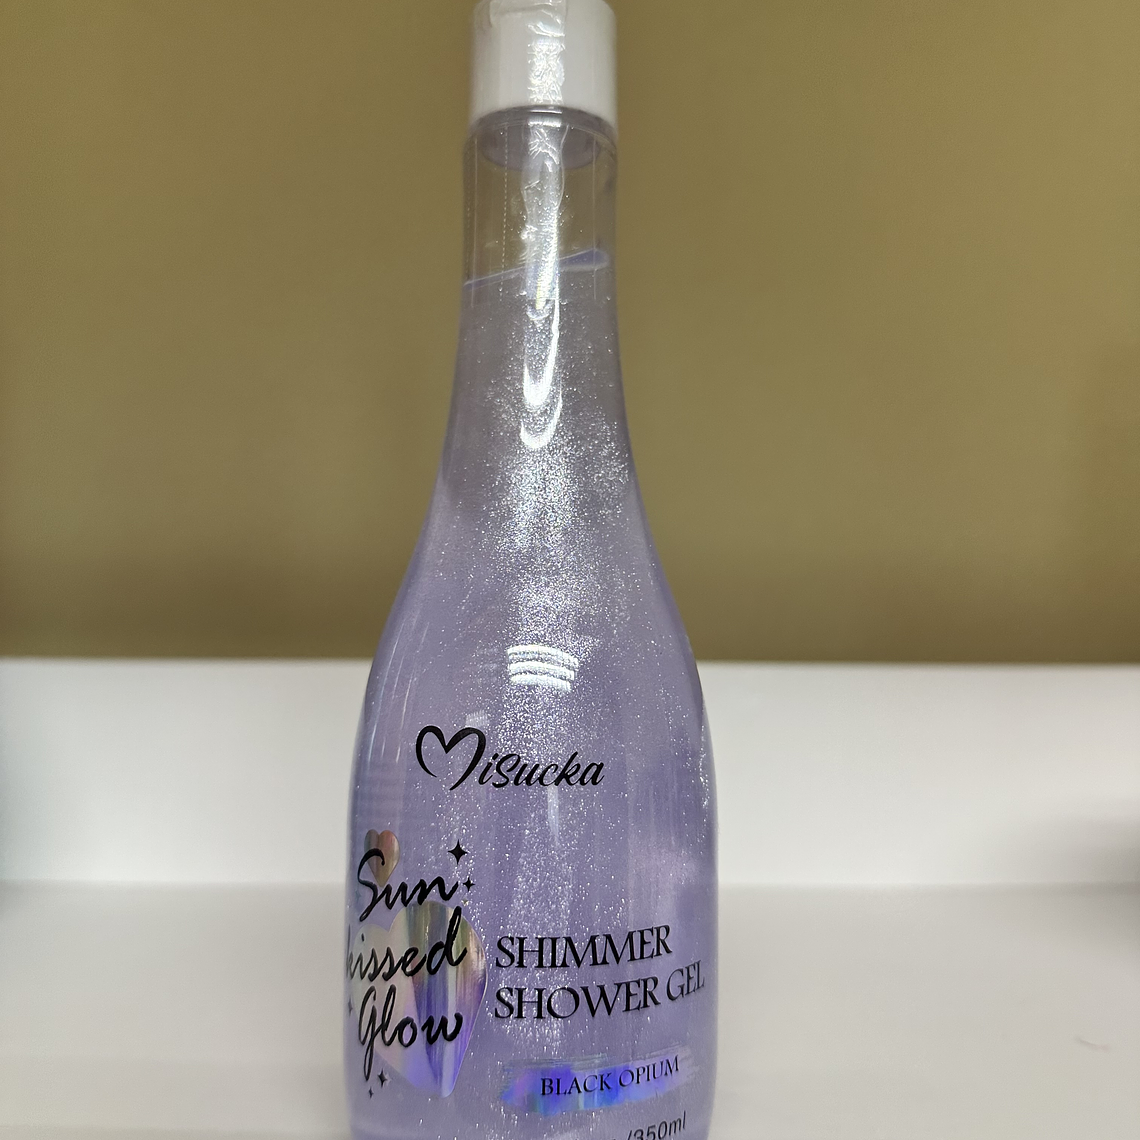 Misucka
Sun
kissed
Glow
SHIMMER
SHOWER GEL
BLACK OPIUM
/350ml